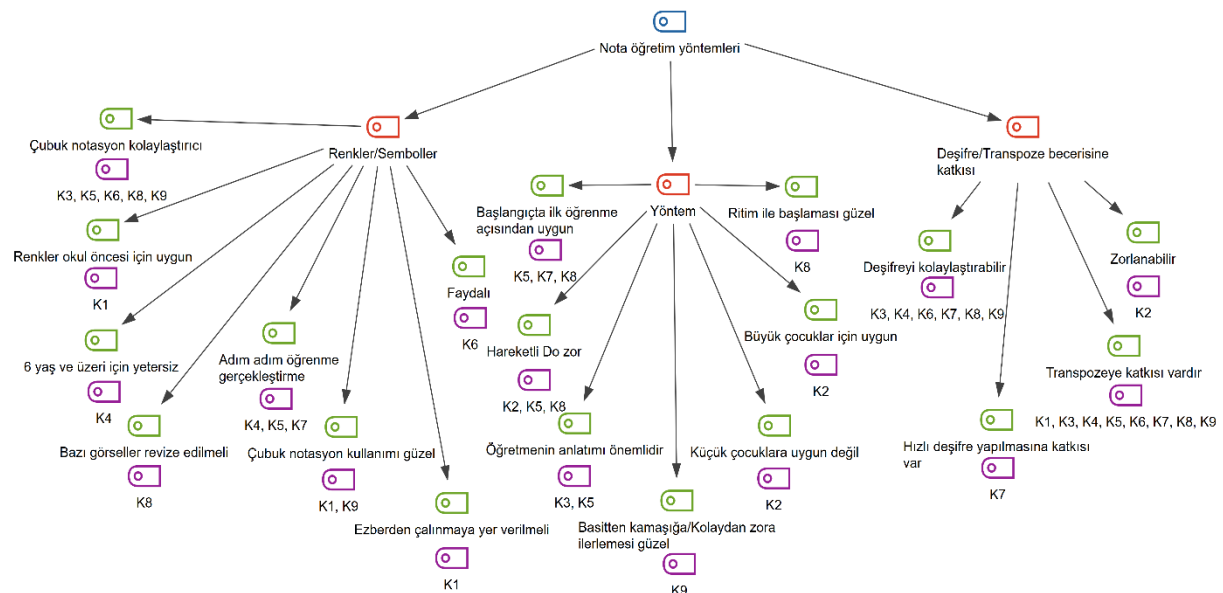 Nota öğretim yöntemleri
Renkler/Semboller
Çubuk notasyon kolaylaştırıcı
K3, K5, K6, K8, K9
Renkler okul öncesi için uygun
K1
6 yaş ve üzeri için yetersiz
K4
Bazı görseller revize edilmeli
K8
Adım adım öğrenme
gerçekleştirme
K4, K5, K7
Çubuk notasyon kullanımı güzel
K1, K9
Ezberden çalınmaya yer verilmeli
K1
Faydalı
K6
Yöntem
Başlangıçta ilk öğrenme
açısından uygun
K5, K7, K8
Hareketli Do zor
K2, K5, K8
Öğretmenin anlatımı önemlidir
K3, K5
Basitten kamaşığa/Kolaydan zora
ilerlemesi güzel
K9
Küçük çocuklara uygun değil
K2
Büyük çocuklar için uygun
K2
Ritim ile başlaması güzel
K8
Deşifre/Transpoze becerisine
katkısı
Deşifreyi kolaylaştırabilir
K3, K4, K6, K7, K8, K9
Hızlı deşifre yapılmasına katkısı
var
K7
Transpozeye katkısı vardır
K1, K3, K4, K5, K6, K7, K8, K9
Zorlanabilir
K2